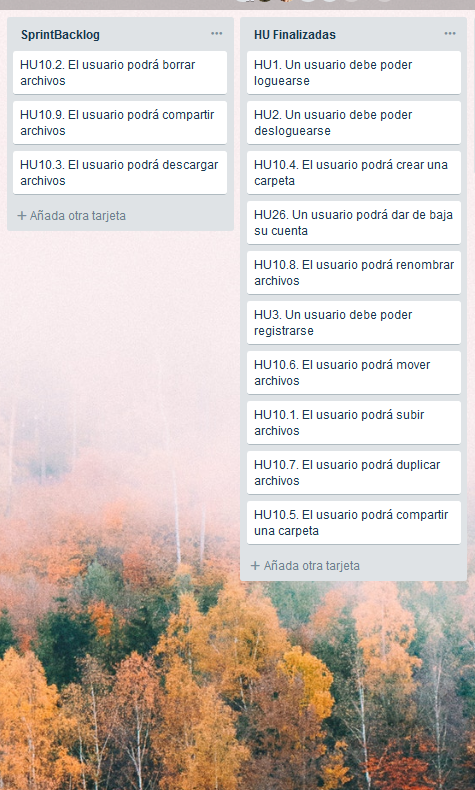 SprintBacklog
HU10.2. El usuario podrá borrar
archivos
HU10.9. El usuario podrá compartir
archivos
HU10.3. El usuario podrá descargar
archivos
+ Añada otra tarjeta
HU Finalizadas
HU1. Un usuario debe poder
loguearse
HU2. Un usuario debe poder
desloguearse
HU10.4. El usuario podrá crear una
carpeta
HU26. Un usuario podrá dar de baja
su cuenta
HU10.8. El usuario podrá renombrar
archivos
HU3. Un usuario debe poder
registrarse
HU10.6. El usuario podrá mover
archivos
HU10.1. El usuario podrá subir
archivos
HU10.7. El usuario podrá duplicar
archivos
HU10.5. El usuario podrá compartir
una carpeta
+ Añada otra tarjeta